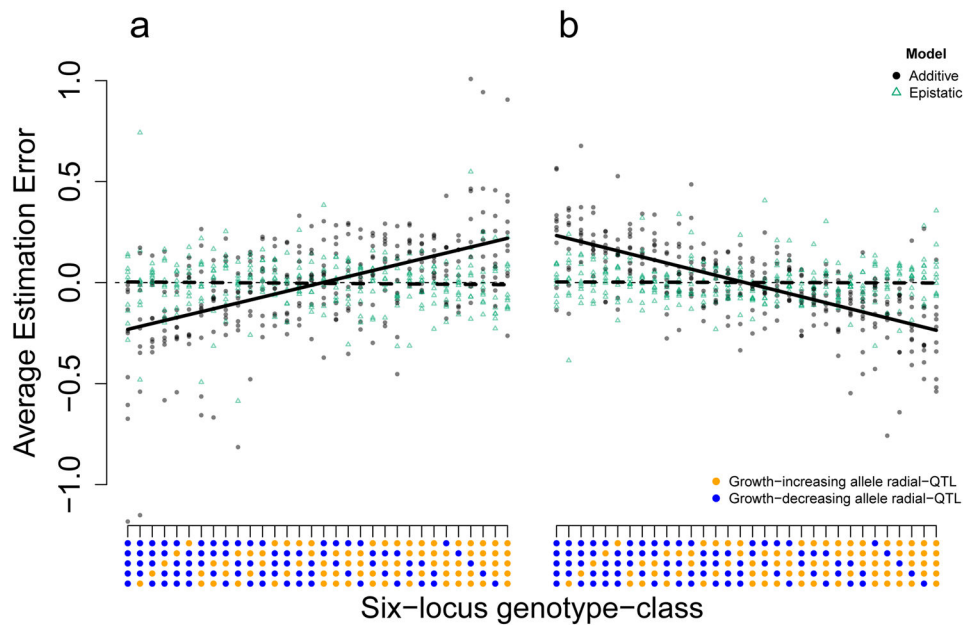 a
b
Model
Additive
Epistatic
1.0
0.5
0.0
−0.5
−1.0
Average Estimation Error
Growth−increasing allele radial−QTL
Growth−decreasing allele radial−QTL
Six−locus genotype−class